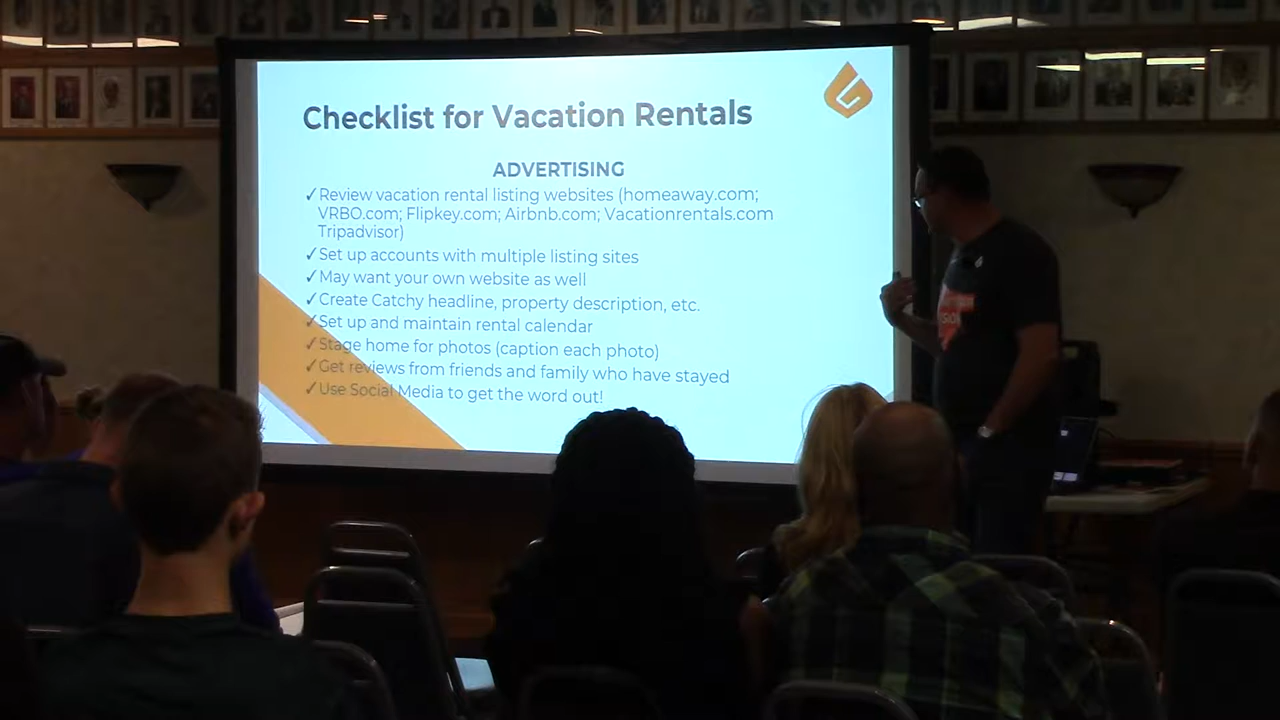 Checklist for Vacation Rentals
ADVERTISING
✓Review vacation rental listing websites (homeaway.com;
VRBO.com; Flipkey.com; Airbnb.com; Vacationrentals.com
Tripadvisor)
✓Set up accounts with multiple listing sites
✓May want your own website as well
✓Create Catchy headline, property description, etc.
✓Set up and maintain rental calendar
✓Stage home for photos (caption each photo)
✓Get reviews from friends and family who have stayed
✓Use Social Media to get the word out!